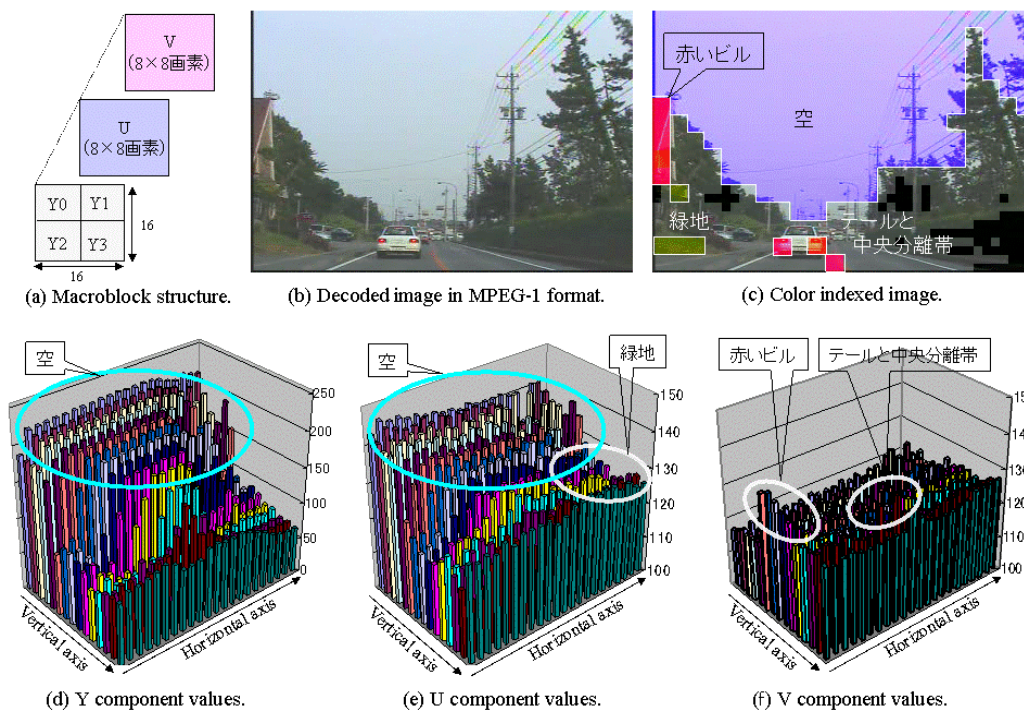 V
(8×8画素)
U
(8×8画素)
Y0 Y1
Y2 Y3
16
16
(a) Macroblock structure.
(b) Decoded image in MPEG-1 format.
赤いビル
空
緑地
テールと
中央分離帯
(c) Color indexed image.
空
250
200
150
100
50
0
Vertical axis
Horizontal axis
(d) Y component values.
空
緑地
150
140
130
120
110
100
Vertical axis
Horizontal axis
(e) U component values.
赤いビル
テールと中央分離帯
100
Vertical axis
Horizontal axis
(f) V component values.